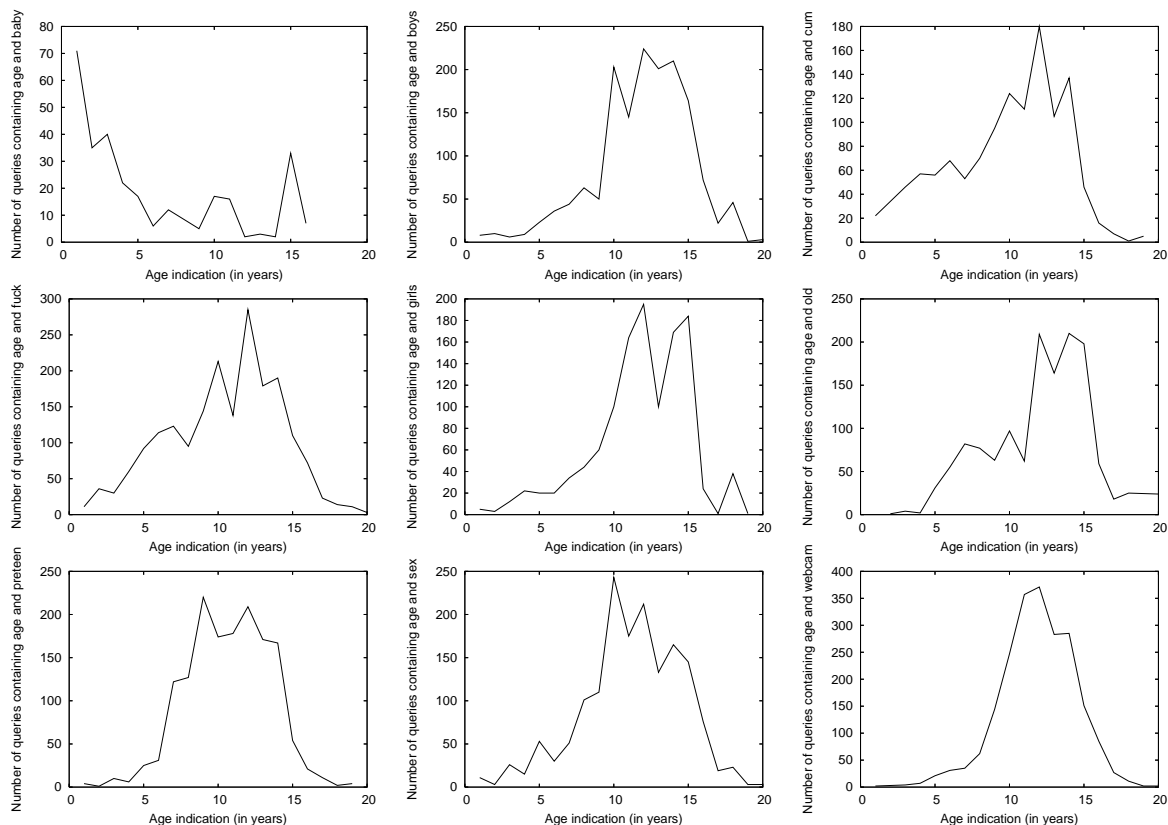 Number of queries containing age and baby
80
70
60
50
40
30
20
10
0
0 5 10 15 20
Age indication (in years)
Number of queries containing age and boys
250
200
150
100
50
0
0 5 10 15 20
Age indication (in years)
Number of queries containing age and cum
180
160
140
120
100
80
60
40
20
0
0 5 10 15 20
Age indication (in years)
Number of queries containing age and fuck
300
250
200
150
100
50
0
0 5 10 15 20
Age indication (in years)
Number of queries containing age and girls
200
180
160
140
120
100
80
60
40
20
0
0 5 10 15 20
Age indication (in years)
Number of queries containing age and old
250
200
150
100
50
0
0 5 10 15 20
Age indication (in years)
Number of queries containing age and preteen
250
200
150
100
50
0
0 5 10 15 20
Age indication (in years)
Number of queries containing age and sex
250
200
150
100
50
0
0 5 10 15 20
Age indication (in years)
Number of queries containing age and webcam
400
350
300
250
200
150
100
50
0
0 5 10 15 20
Age indication (in years)